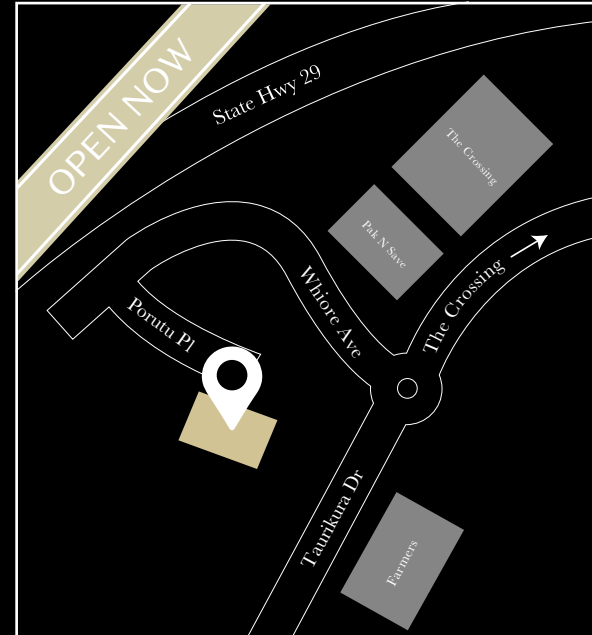 OPEN NOW
State Hwy 29
The Crossing
Pak N Save
Whiore Ave
The Crossing
Porutu Pl
Taurikura Dr
Farmers